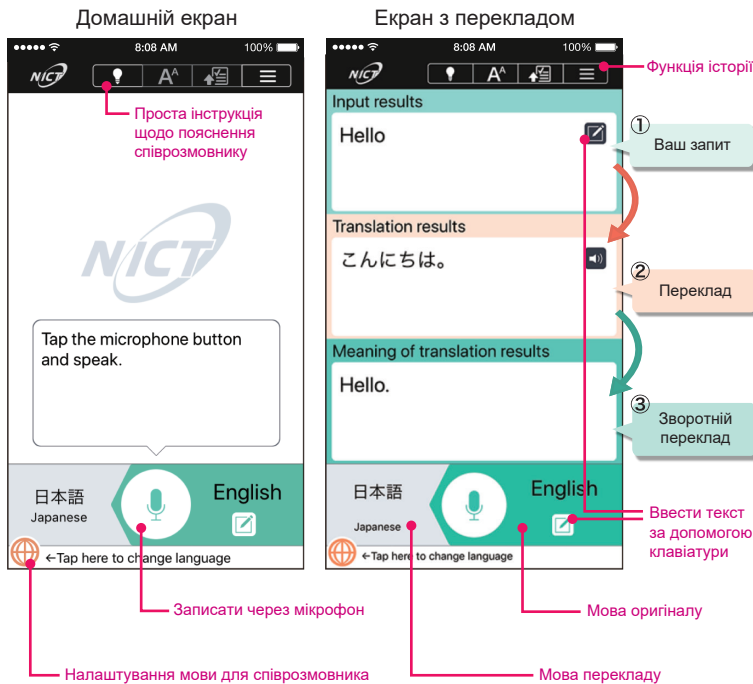 Домашній екран
8:08 AM
100%
NICT
A^A
Проста інструкція
щодо пояснення
співрозмовнику
NICT
Tap the microphone button
and speak.
日本語
Japanese
English
←Tap here to change language
Записати через мікрофон
Налаштування мови для співрозмовника
Екран з перекладом
8:08 AM
100%
NICT
A^A
Функція історії
Input results
Hello
①
Ваш запит
Translation results
こんにちは。
②
Переклад
Meaning of translation results
Hello.
③
Зворотній
переклад
日本語
Japanese
English
←Tap here to change language
Ввести текст
за допомогою
клавіатури
Мова оригіналу
Мова перекладу